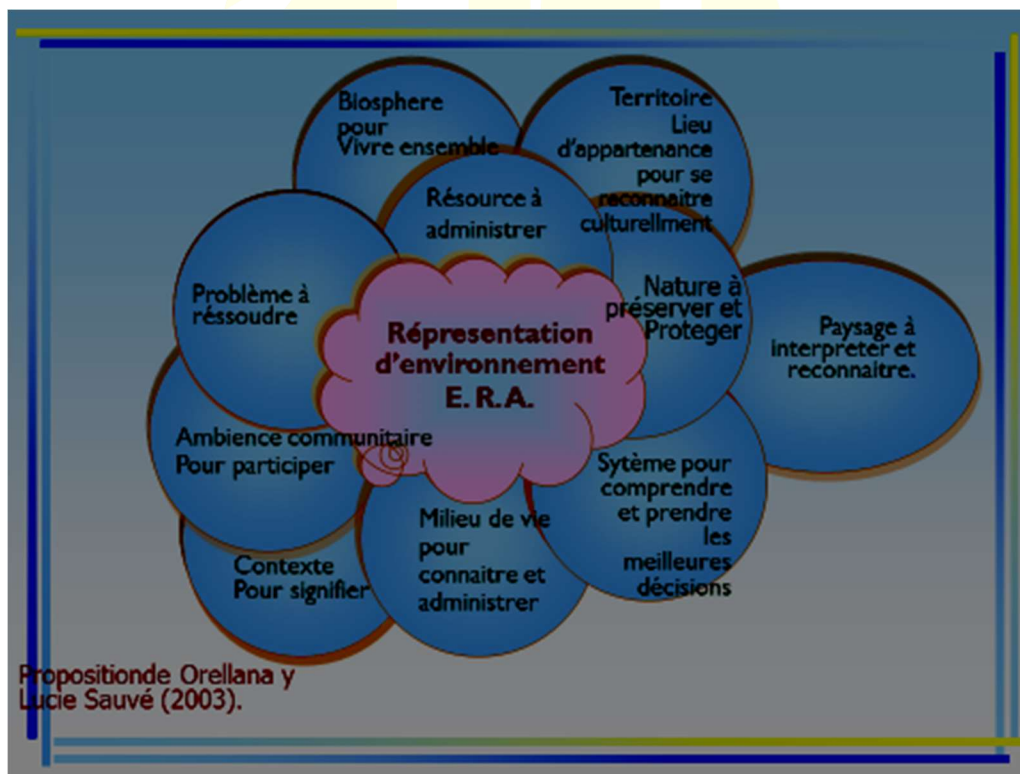 Biosphere
pour
Vivre ensemble
Territoire
Lieu
d'appartenance
pour se
reconnaitre
culturellment
Résource à
administrer
Problème à
réssoudre
Nature à
préserver et
Proteger
Paysage à
interpreter et
reconnaitre.
Répresentation
d'environnement
E. R. A.
Ambience communitaire
Pour participer
Sytème pour
comprendre
et prendre
les
meilleures
décisions
Milieu de vie
pour
connaitre et
administrer
Contexte
Pour signifier
Propositionde Orellana y
Lucie Sauvé (2003).